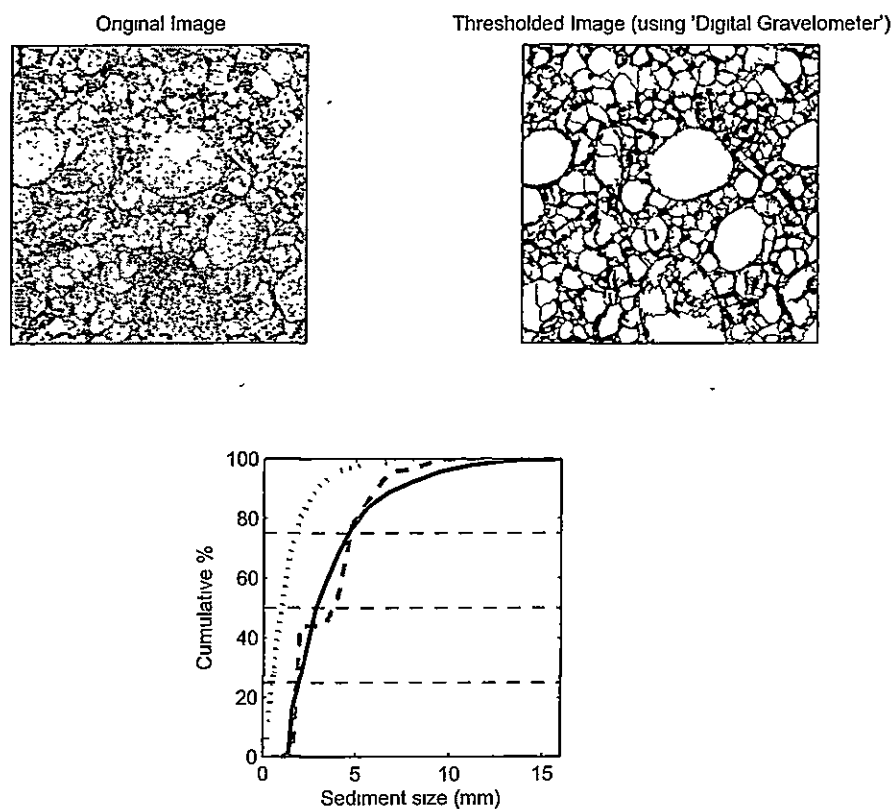 Original Image
Thresholded Image (using 'Digital Gravelometer')
100
80
60
40
20
0
Cumulative %
0 5 10 15
Sediment size (mm)